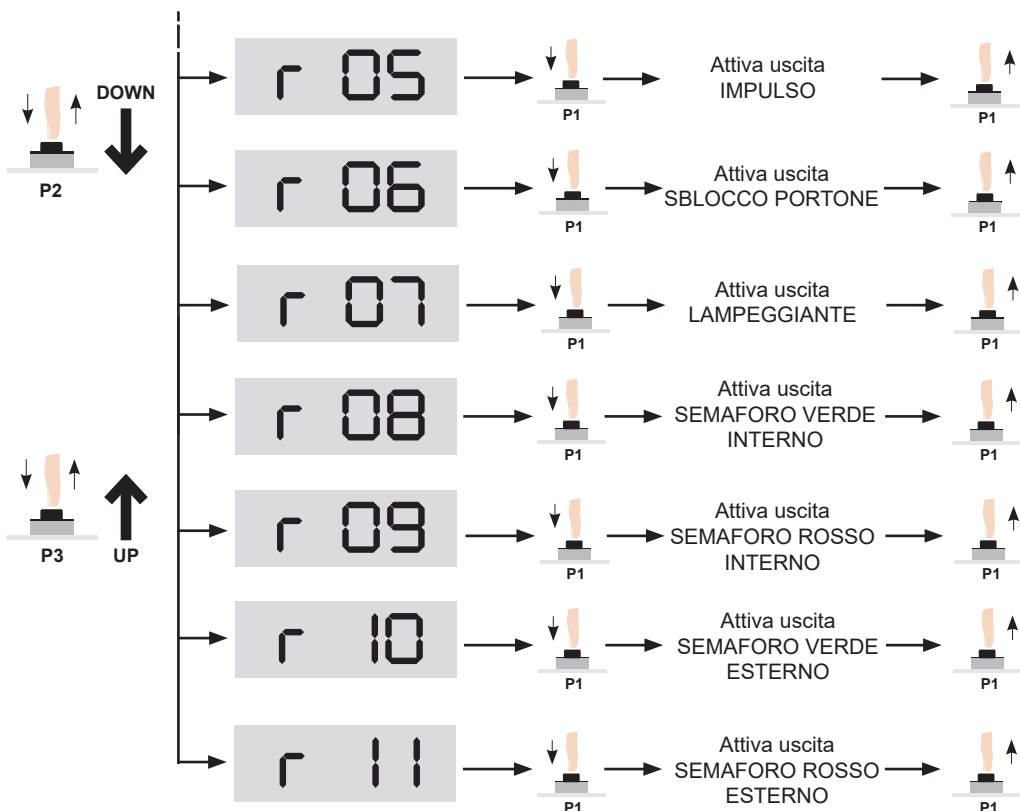 DOWN
P2
r 05
P1
Attiva uscita
IMPULSO
P1
r 06
P1
Attiva uscita
SBLOCCO PORTONE
P1
r 07
P1
Attiva uscita
LAMPEGGIANTE
P1
r 08
P1
Attiva uscita
SEMAFORO VERDE
INTERNO
P1
P3
UP
r 09
P1
Attiva uscita
SEMAFORO ROSSO
INTERNO
P1
r 10
P1
Attiva uscita
SEMAFORO VERDE
ESTERNO
P1
r 11
P1
Attiva uscita
SEMAFORO ROSSO
ESTERNO
P1